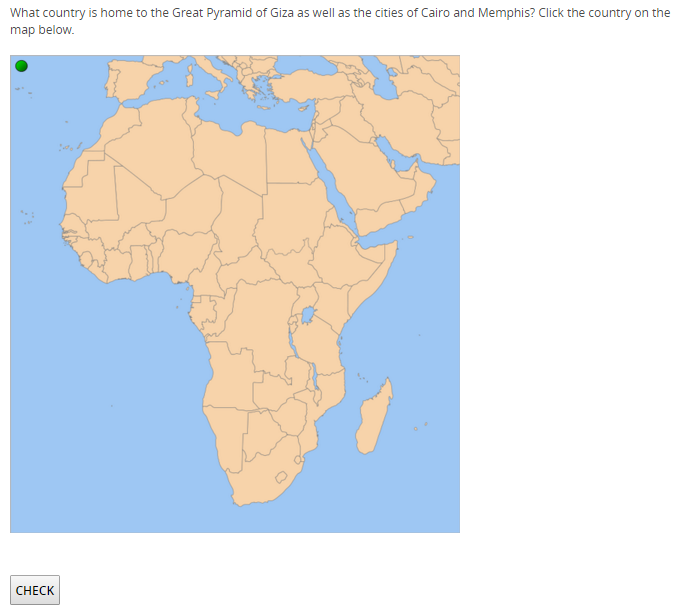 What country is home to the Great Pyramid of Giza as well as the cities of Cairo and Memphis? Click the country on the
map below.
CHECK